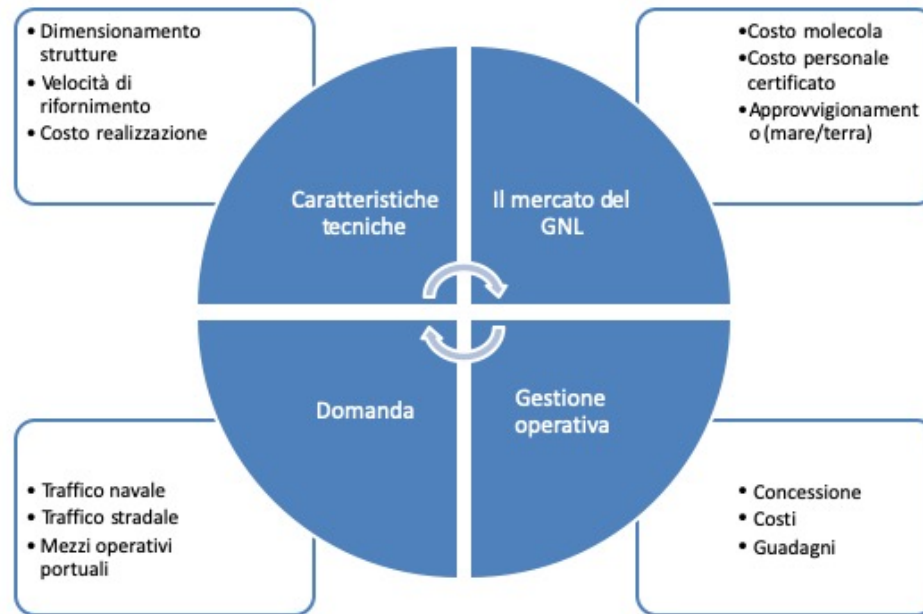 • Dimensionamento
strutture
• Velocità di
rifornimento
• Costo realizzazione
•Costo molecola
•Costo personale
certificato
•Approvvigionament
o (mare/terra)
Caratteristiche
tecniche
Il mercato del
GNL
Domanda
Gestione
operativa
• Traffico navale
• Traffico stradale
• Mezzi operativi
portuali
• Concessione
• Costi
• Guadagni